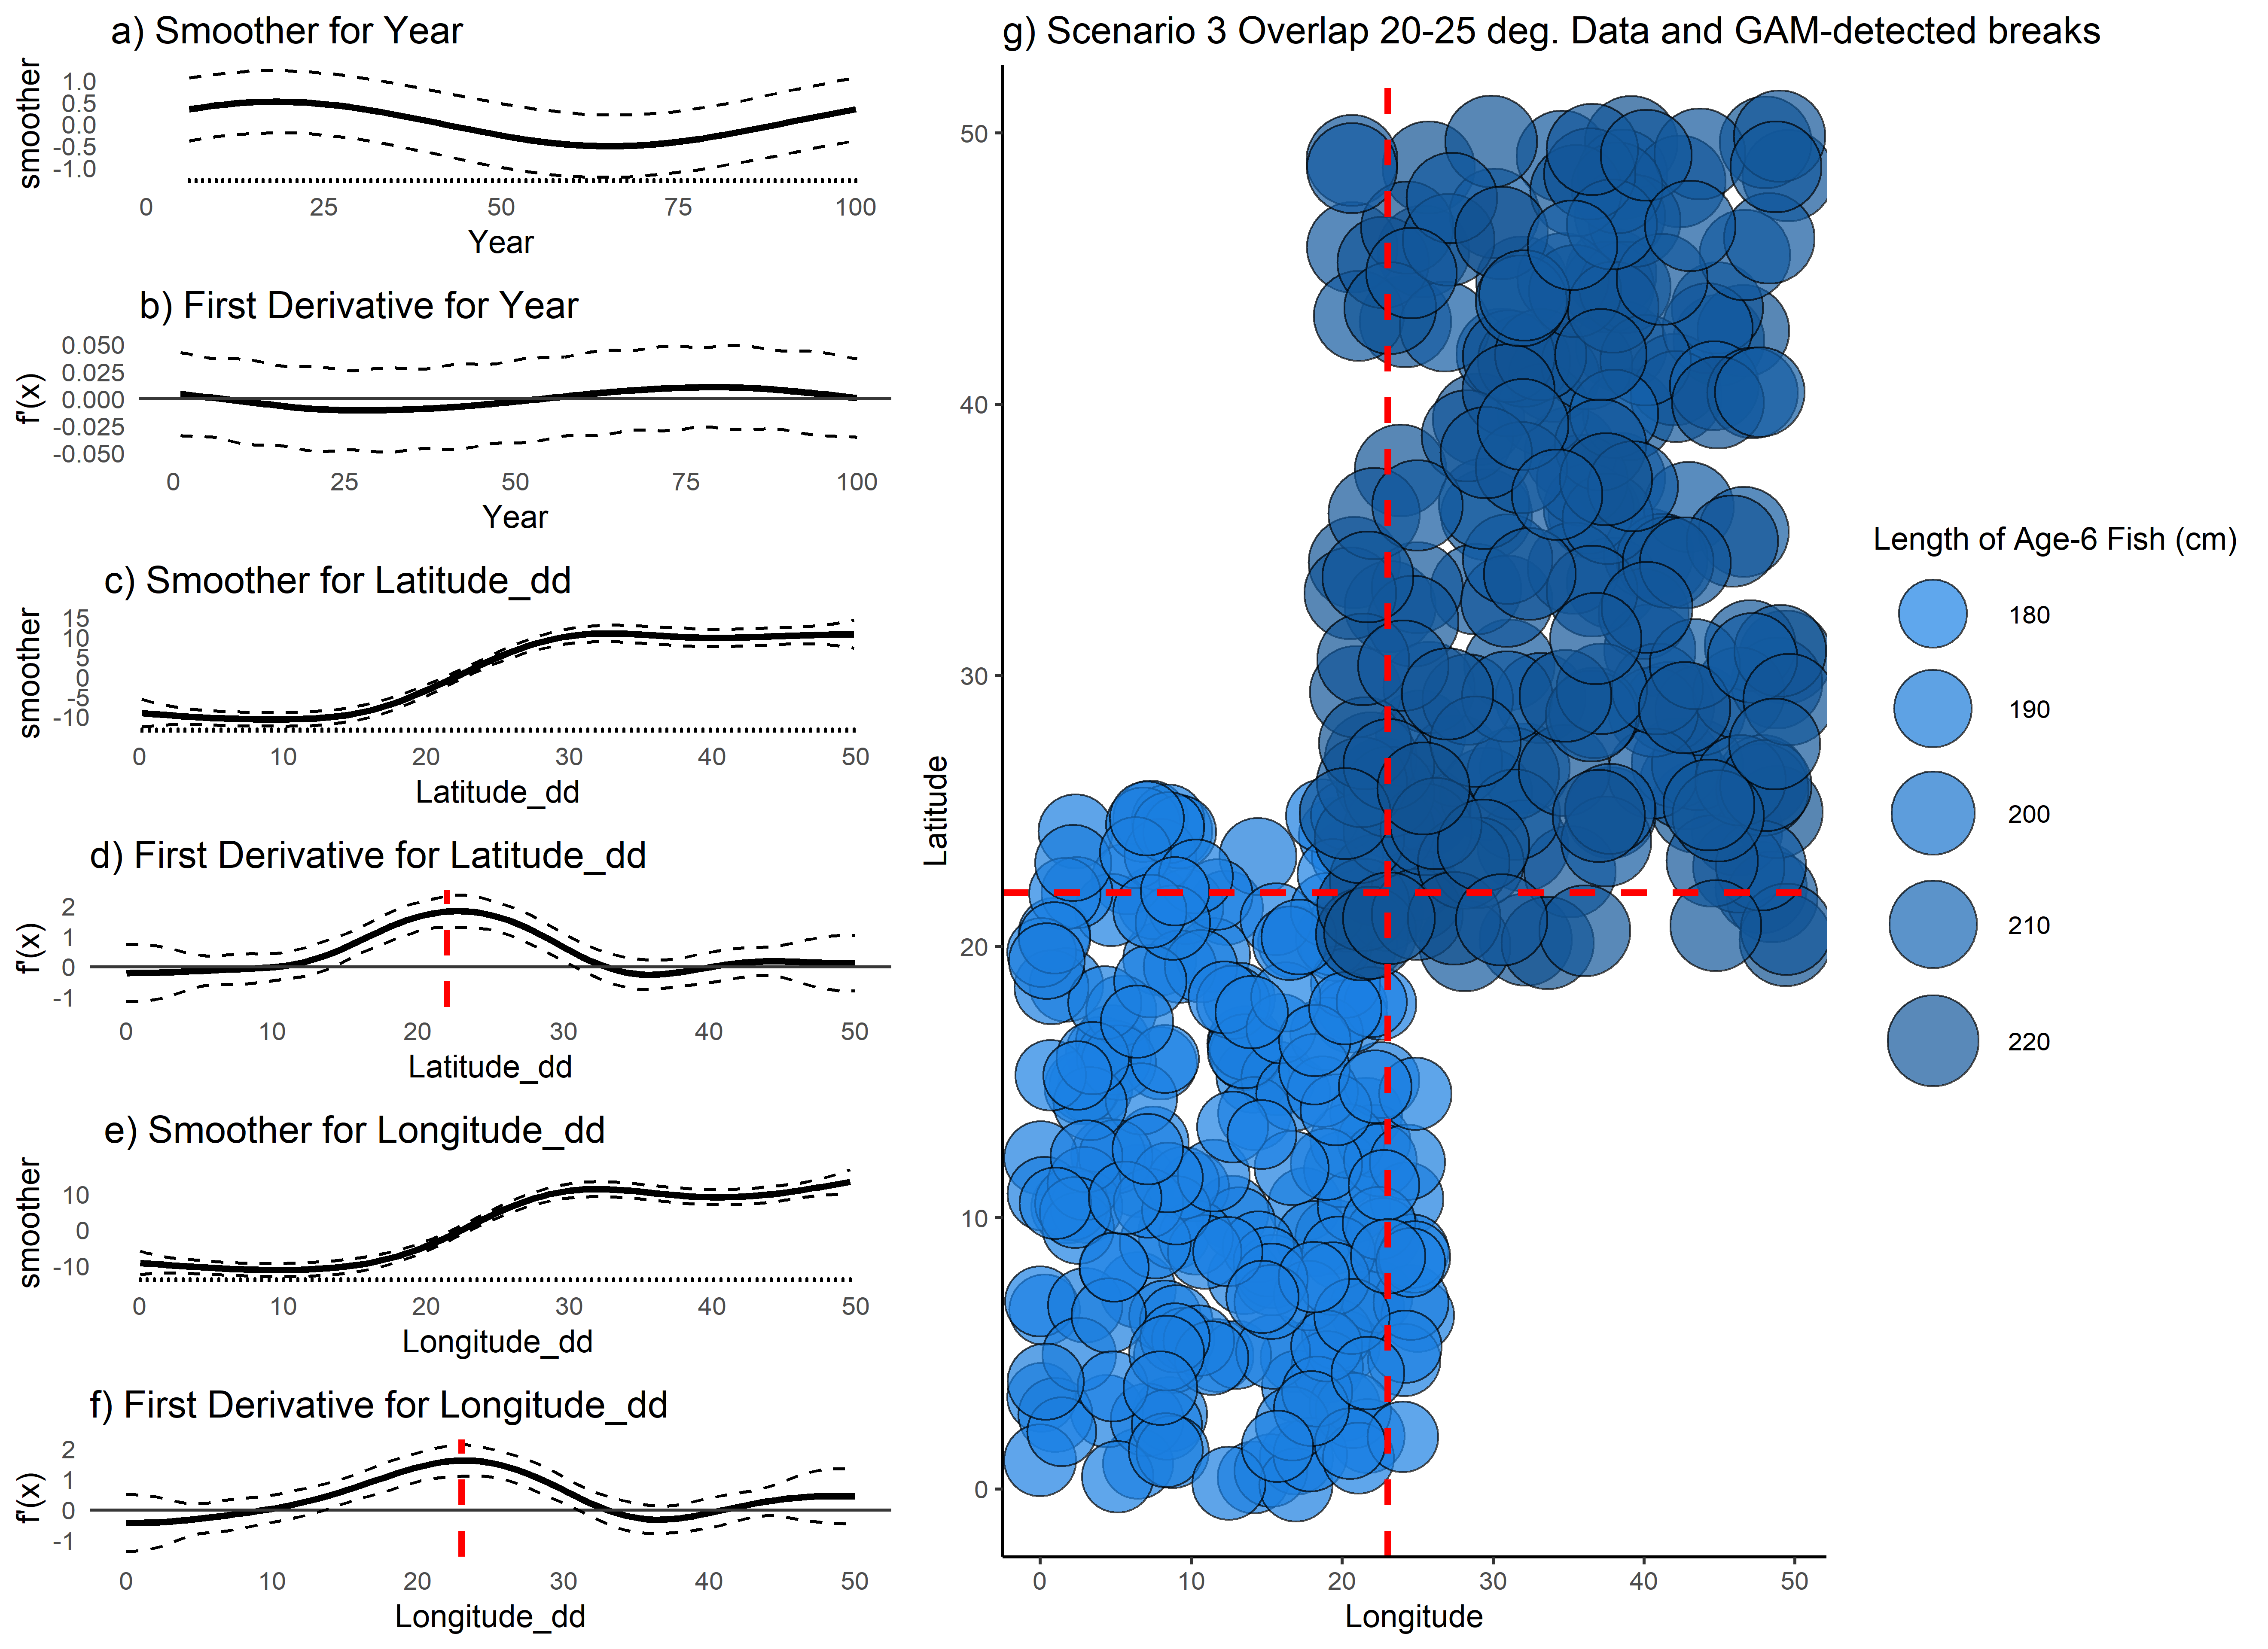 a) Smoother for Year
smoother
1.0
0.5
0.0
-0.5
-1.0
0 25 50 75 100
Year
b) First Derivative for Year
f'(x)
0.050
0.025
0.000
-0.025
-0.050
0 25 50 75 100
Year
c) Smoother for Latitude_dd
smoother
15
10
5
0
-5
-10
0 10 20 30 40 50
Latitude_dd
d) First Derivative for Latitude_dd
f'(x)
2
1
0
-1
0 10 20 30 40 50
Latitude_dd
e) Smoother for Longitude_dd
smoother
10
0
-10
0 10 20 30 40 50
Longitude_dd
f) First Derivative for Longitude_dd
f'(x)
2
1
0
-1
0 10 20 30 40 50
Longitude_dd
g) Scenario 3 Overlap 20-25 deg. Data and GAM-detected breaks
Latitude
50
40
30
20
10
0
0 10 20 30 40 50
Longitude
Length of Age-6 Fish (cm)
180
190
200
210
220